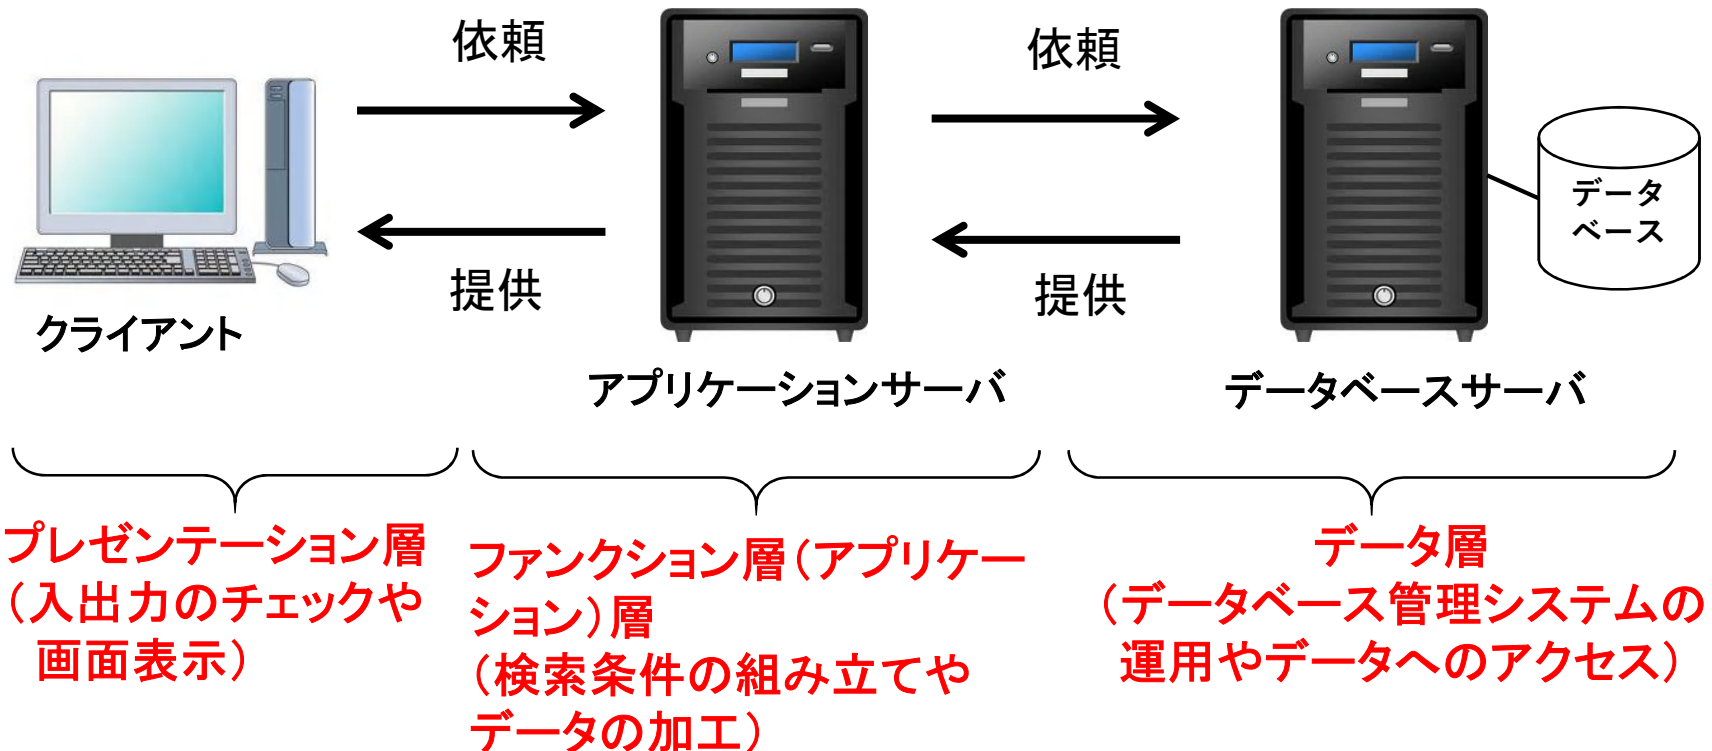 依頼
依頼
データ
ベース
提供
提供
クライアント
アプリケーションサーバ
データベースサーバ
プレゼンテーション層
（入出力のチェックや
画面表示）
ファンクション層（アプリケー
ション）層
（検索条件の組み立てや
データの加工）
データ層
（データベース管理システムの
運用やデータへのアクセス）